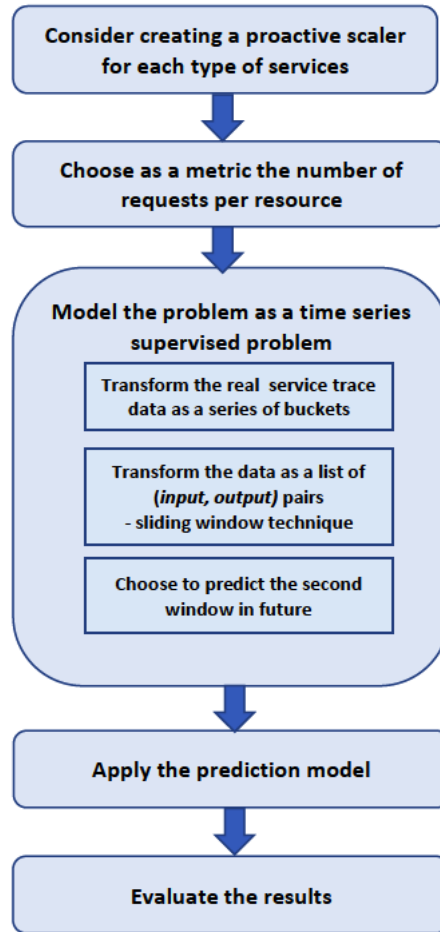 Consider creating a proactive scaler
for each type of services
Choose as a metric the number of
requests per resource
Model the problem as a time series
supervised problem
Transform the real service trace
data as a series of buckets
Transform the data as a list of
(input, output) pairs
- sliding window technique
Choose to predict the second
window in future
Apply the prediction model
Evaluate the results